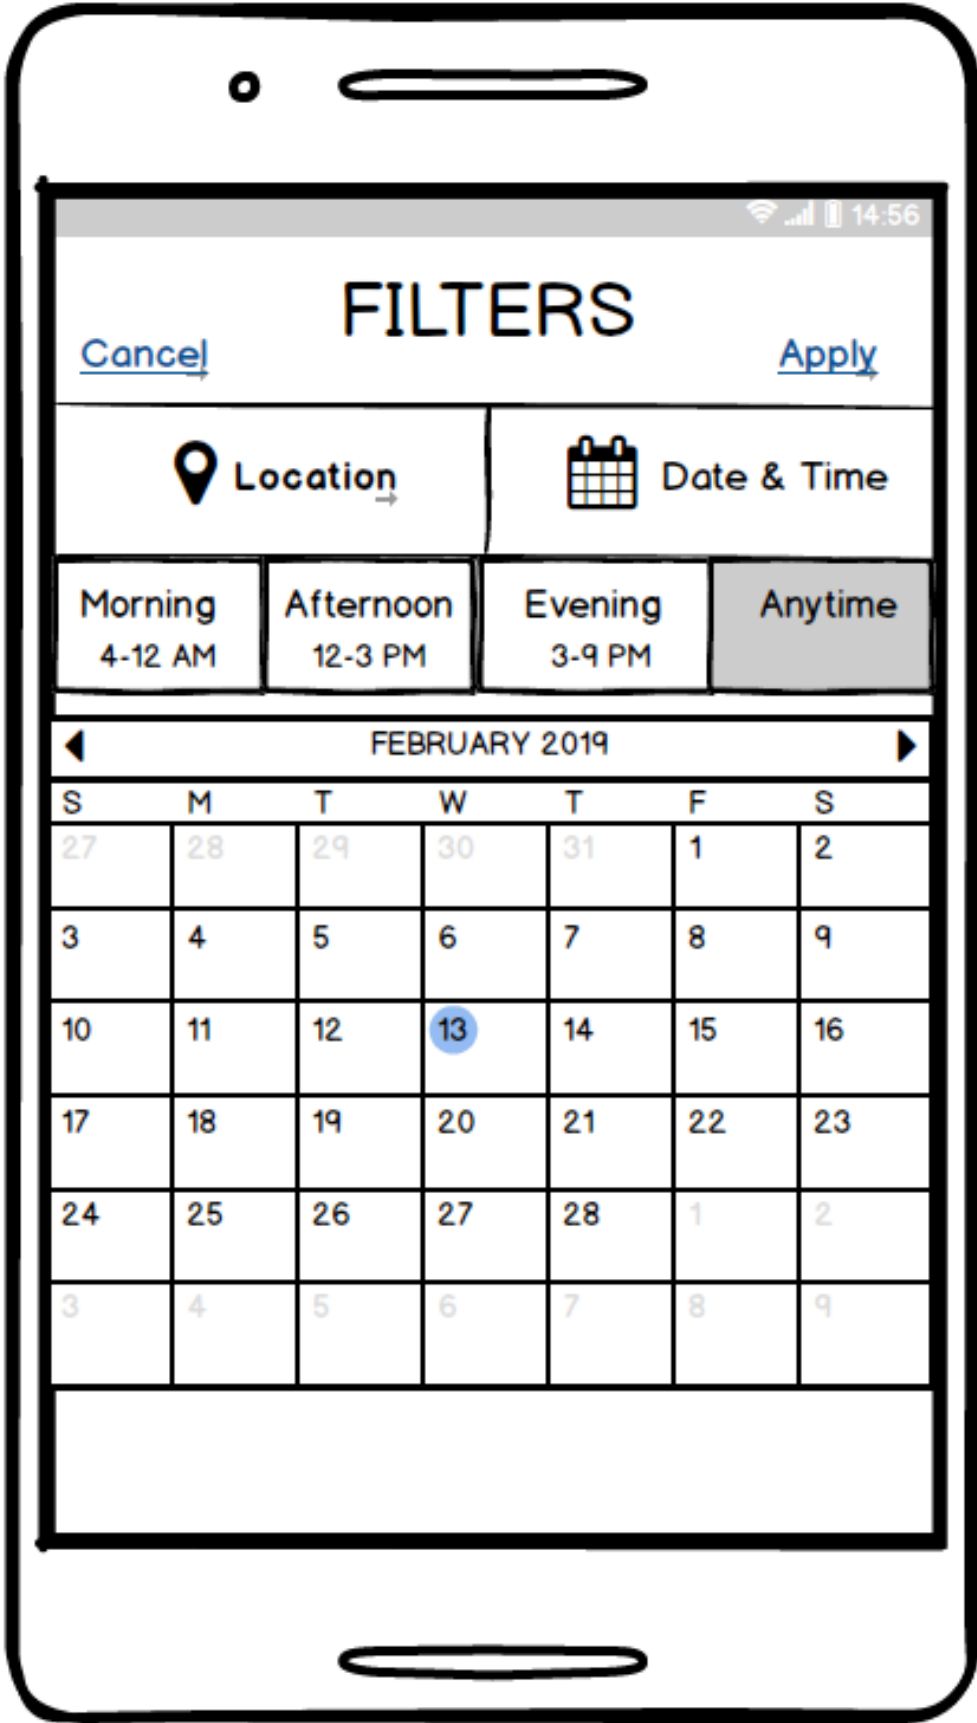 14:56
FILTERS
Cancel Apply
Location Date & Time
Morning Afternoon Evening Anytime
4-12 AM 12-3 PM 3-9 PM
FEBRUARY 2019
S M T W T F S
27 28 29 30 31 1 2
3 4 5 6 7 8 9
10 11 12 13 14 15 16
17 18 19 20 21 22 23
24 25 26 27 28 1 2
3 4 5 6 7 8 9